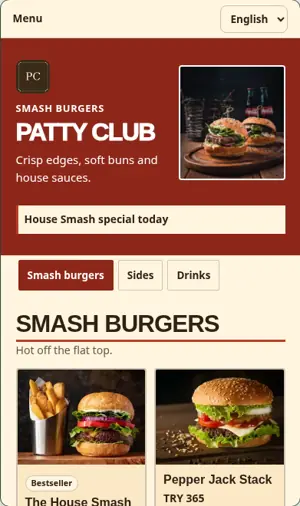 Menu
English
PC
SMASH BURGERS
PATTY CLUB
Crisp edges, soft buns and
house sauces.
House Smash special today
Smash burgers
Sides
Drinks
SMASH BURGERS
Hot off the flat top.
Bestseller
The House Smash
Pepper Jack Stack
TRY 365